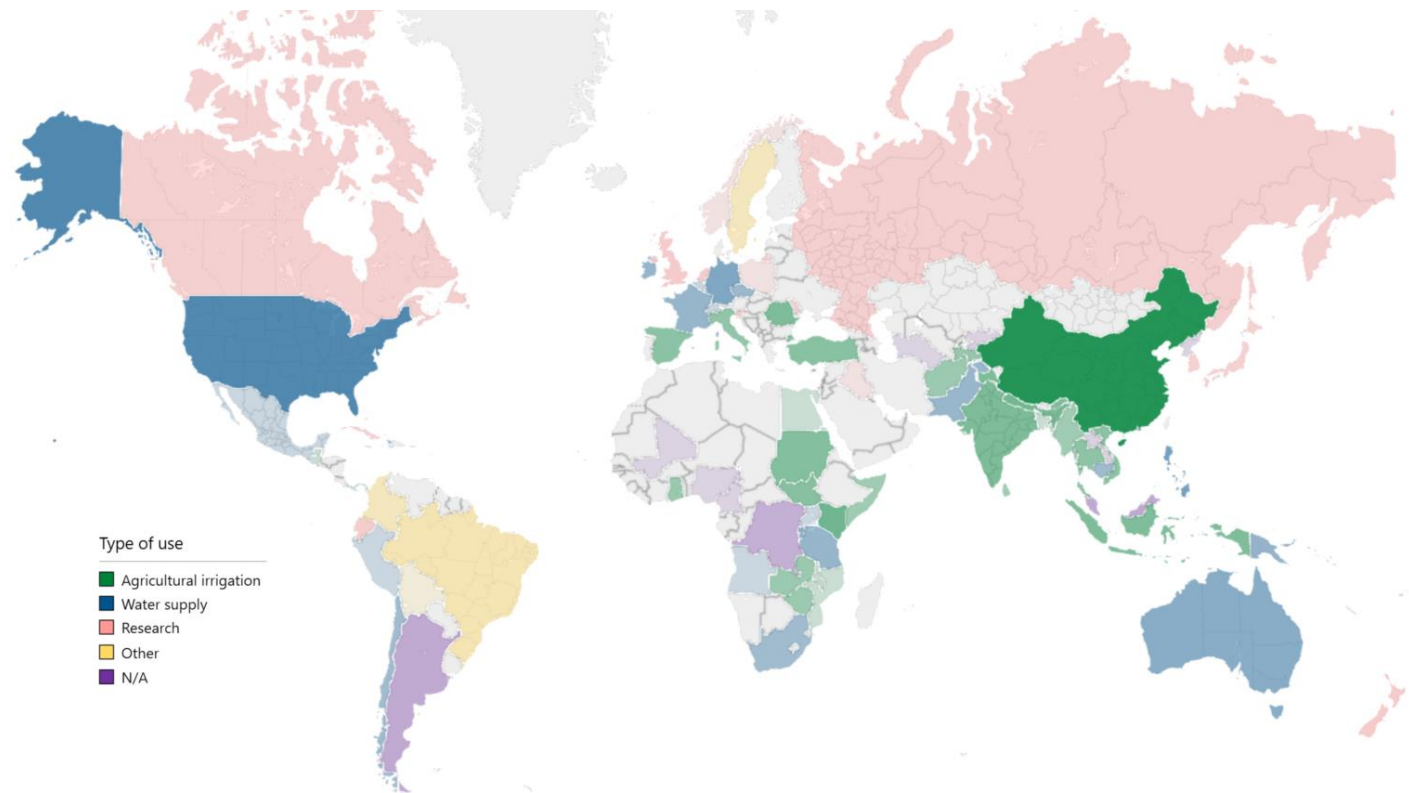 Type of use
Agricultural irrigation
Water supply
Research
Other
N/A